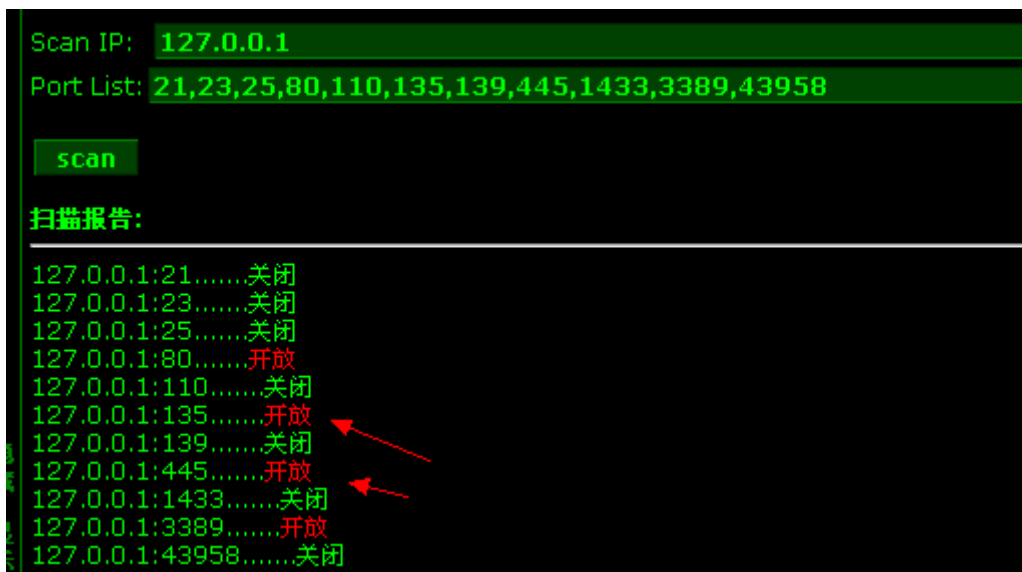 Scan IP: 127.0.0.1
Port List: 21,23,25,80,110,135,139,445,1433,3389,43958
scan
扫描报告:
127.0.0.1:21.......关闭
127.0.0.1:23.......关闭
127.0.0.1:25.......关闭
127.0.0.1:80.......开放
127.0.0.1:110.......关闭
127.0.0.1:135.......开放
127.0.0.1:139.......关闭
127.0.0.1:445.......开放
127.0.0.1:1433.......关闭
127.0.0.1:3389.......开放
127.0.0.1:43958.......关闭